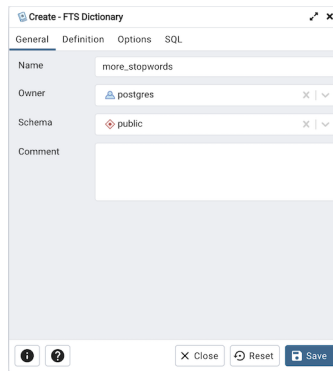 Create - FTS Dictionary
General Definition Options SQL
Name more_stopwords
Owner postgres
Schema public
Comment
Close Reset Save